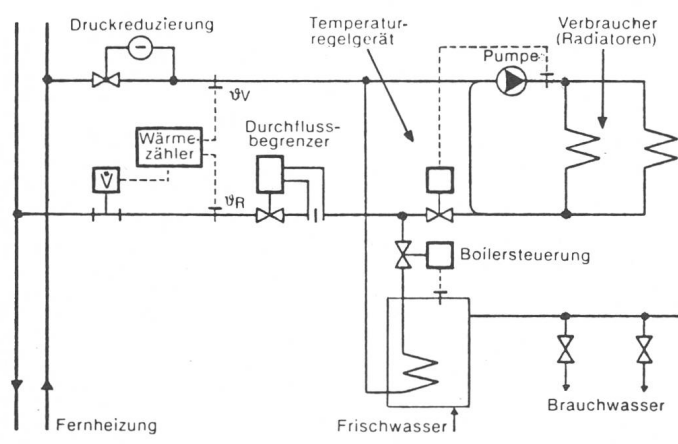 Druckreduzierung
Temperatur-
regelgerät
Verbraucher
(Radiatoren)
Pumpe
ϑV
Wärme-
zähler
Durchfluss-
begrenzer
V̇
ϑR
Boilersteuerung
Brauchwasser
Fernheizung
Frischwasser